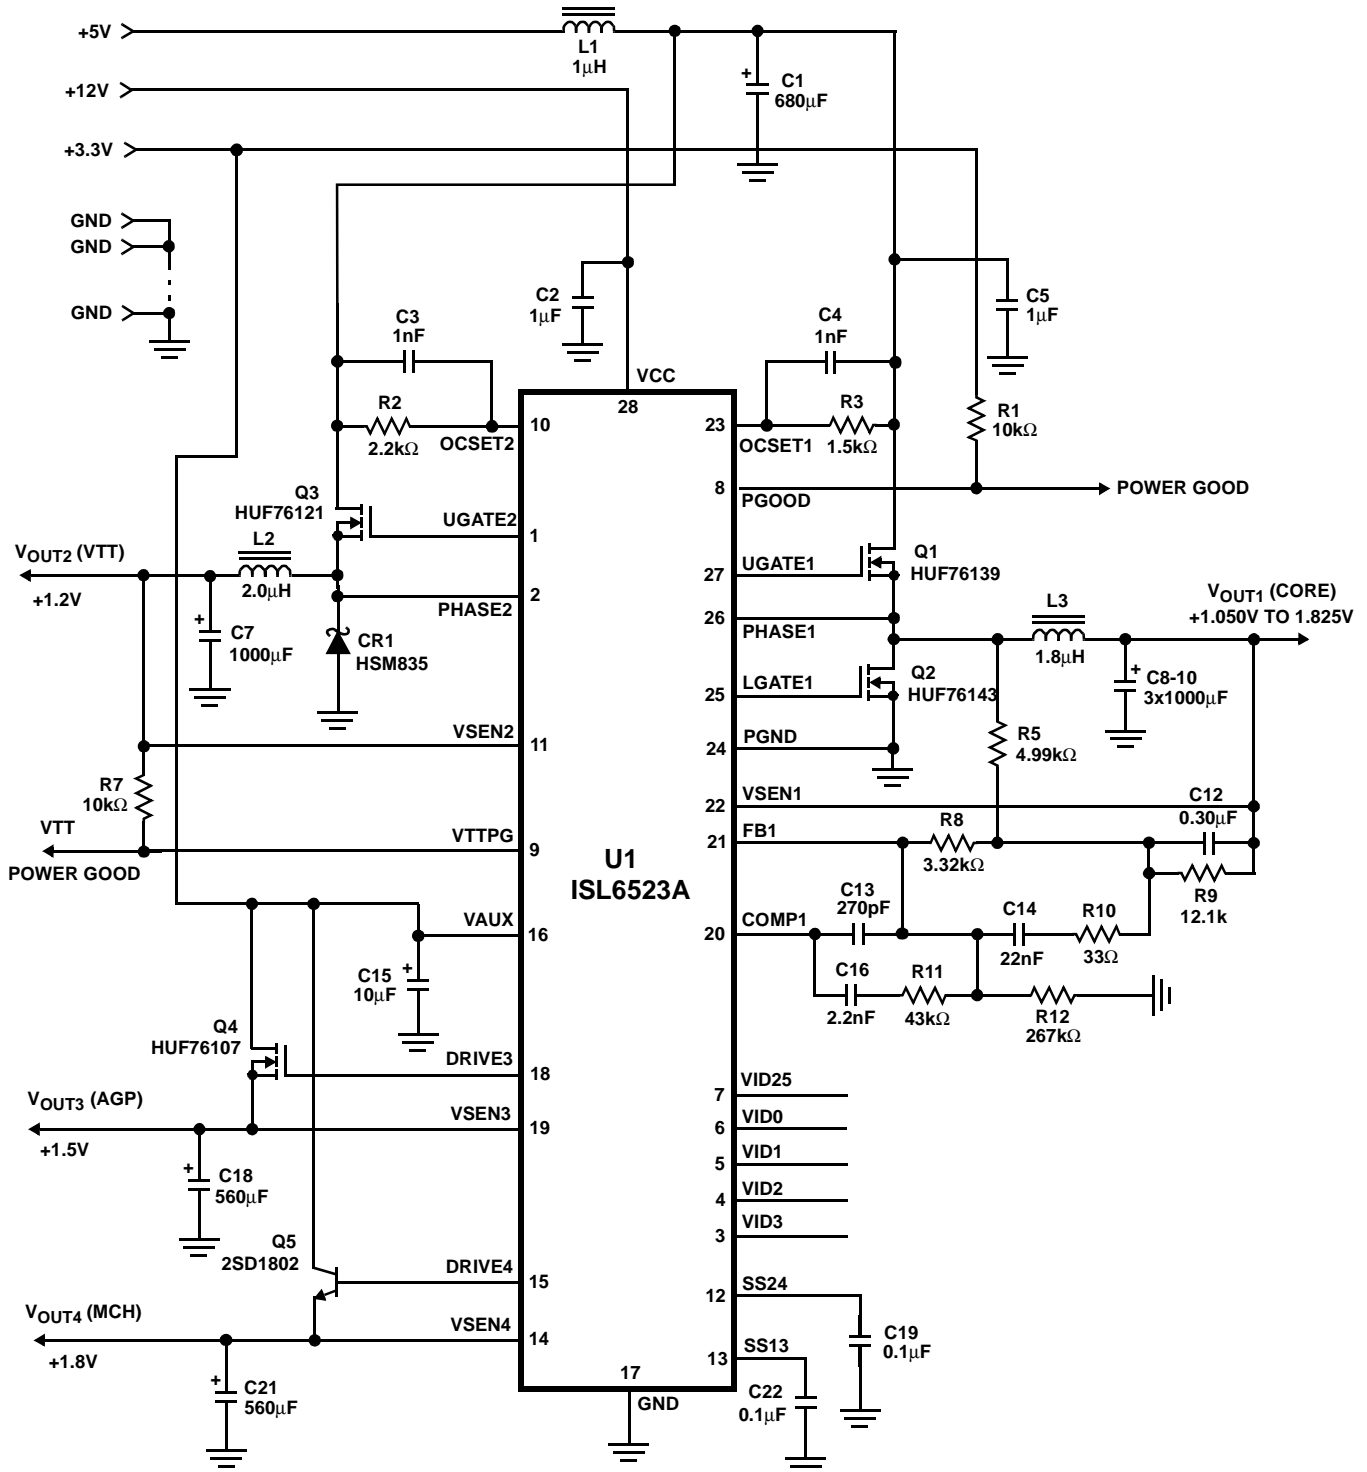 +5V
L1
1µH
+12V
C1
680µF
+
+3.3V
GND
GND
GND
C2
1µF
C3
1nF
C4
1nF
C5
1µF
VCC
28
R2
2.2kΩ
10
OCSET2
R3
1.5kΩ
23
OCSET1
R1
10kΩ
8
PGOOD
POWER GOOD
Q3
HUF76121
UGATE2
1
UGATE1
27
Q1
HUF76139
VOUT2 (VTT)
+1.2V
L2
2.0µH
PHASE2
2
26
PHASE1
L3
1.8µH
VOUT1 (CORE)
+1.050V TO 1.825V
+
C7
1000µF
CR1
HSM835
LGATE1
25
Q2
HUF76143
+
C8-10
3x1000µF
VSEN2
11
24
PGND
R5
4.99kΩ
R7
10kΩ
22
VSEN1
C12
0.30µF
VTT
POWER GOOD
VTTPG
9
21
FB1
R8
3.32kΩ
R9
12.1k
U1
ISL6523A
VAUX
16
20
COMP1
C13
270pF
C14
22nF
R10
33Ω
+
C15
10µF
C16
2.2nF
R11
43kΩ
R12
267kΩ
Q4
HUF76107
DRIVE3
18
7
VID25
VOUT3 (AGP)
+1.5V
VSEN3
19
6
VID0
5
VID1
+
C18
560µF
4
VID2
3
VID3
Q5
2SD1802
DRIVE4
15
12
SS24
C19
0.1µF
VOUT4 (MCH)
+1.8V
VSEN4
14
13
SS13
+
C21
560µF
17
GND
C22
0.1µF